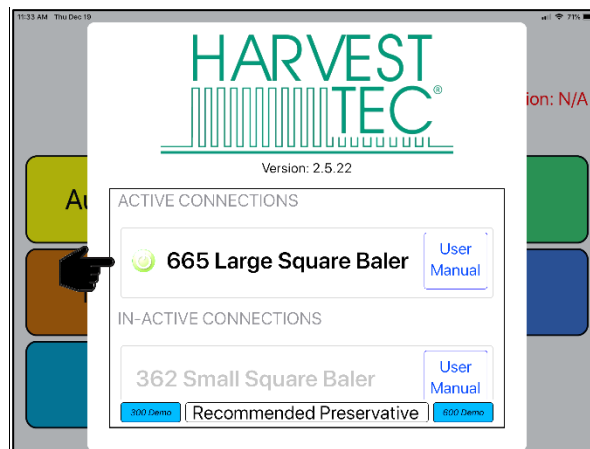 11:33 AM Thu Dec 19
71%
HARVEST
TEC®
ion: N/A
Version: 2.5.22
Au
ACTIVE CONNECTIONS
665 Large Square Baler
User
Manual
IN-ACTIVE CONNECTIONS
362 Small Square Baler
User
Manual
300 Demo
Recommended Preservative
600 Demo